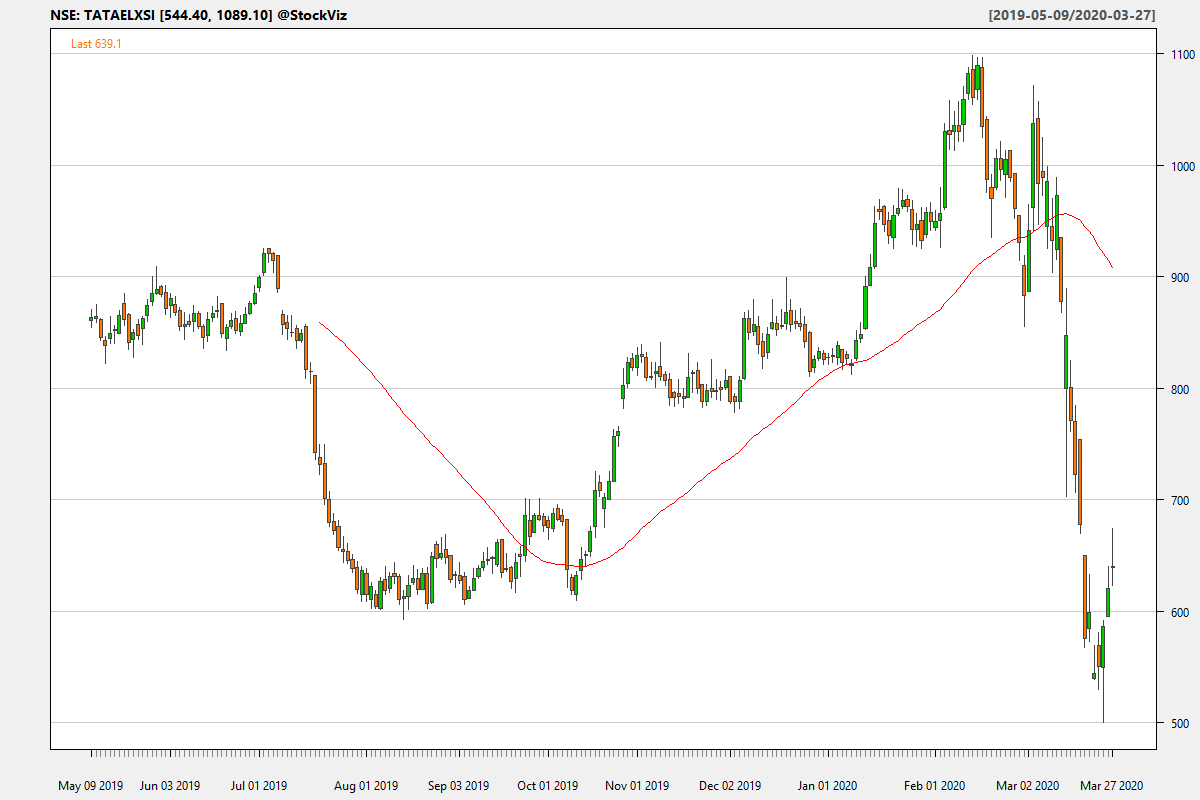 NSE: TATAELXSI [544.40, 1089.10] @StockViz [2019-05-09/2020-03-27]
Last 639.1
1100
1000
900
800
700
600
500
May 09 2019 Jun 03 2019 Jul 01 2019 Aug 01 2019 Sep 03 2019 Oct 01 2019 Nov 01 2019 Dec 02 2019 Jan 01 2020 Feb 01 2020 Mar 02 2020 Mar 27 2020